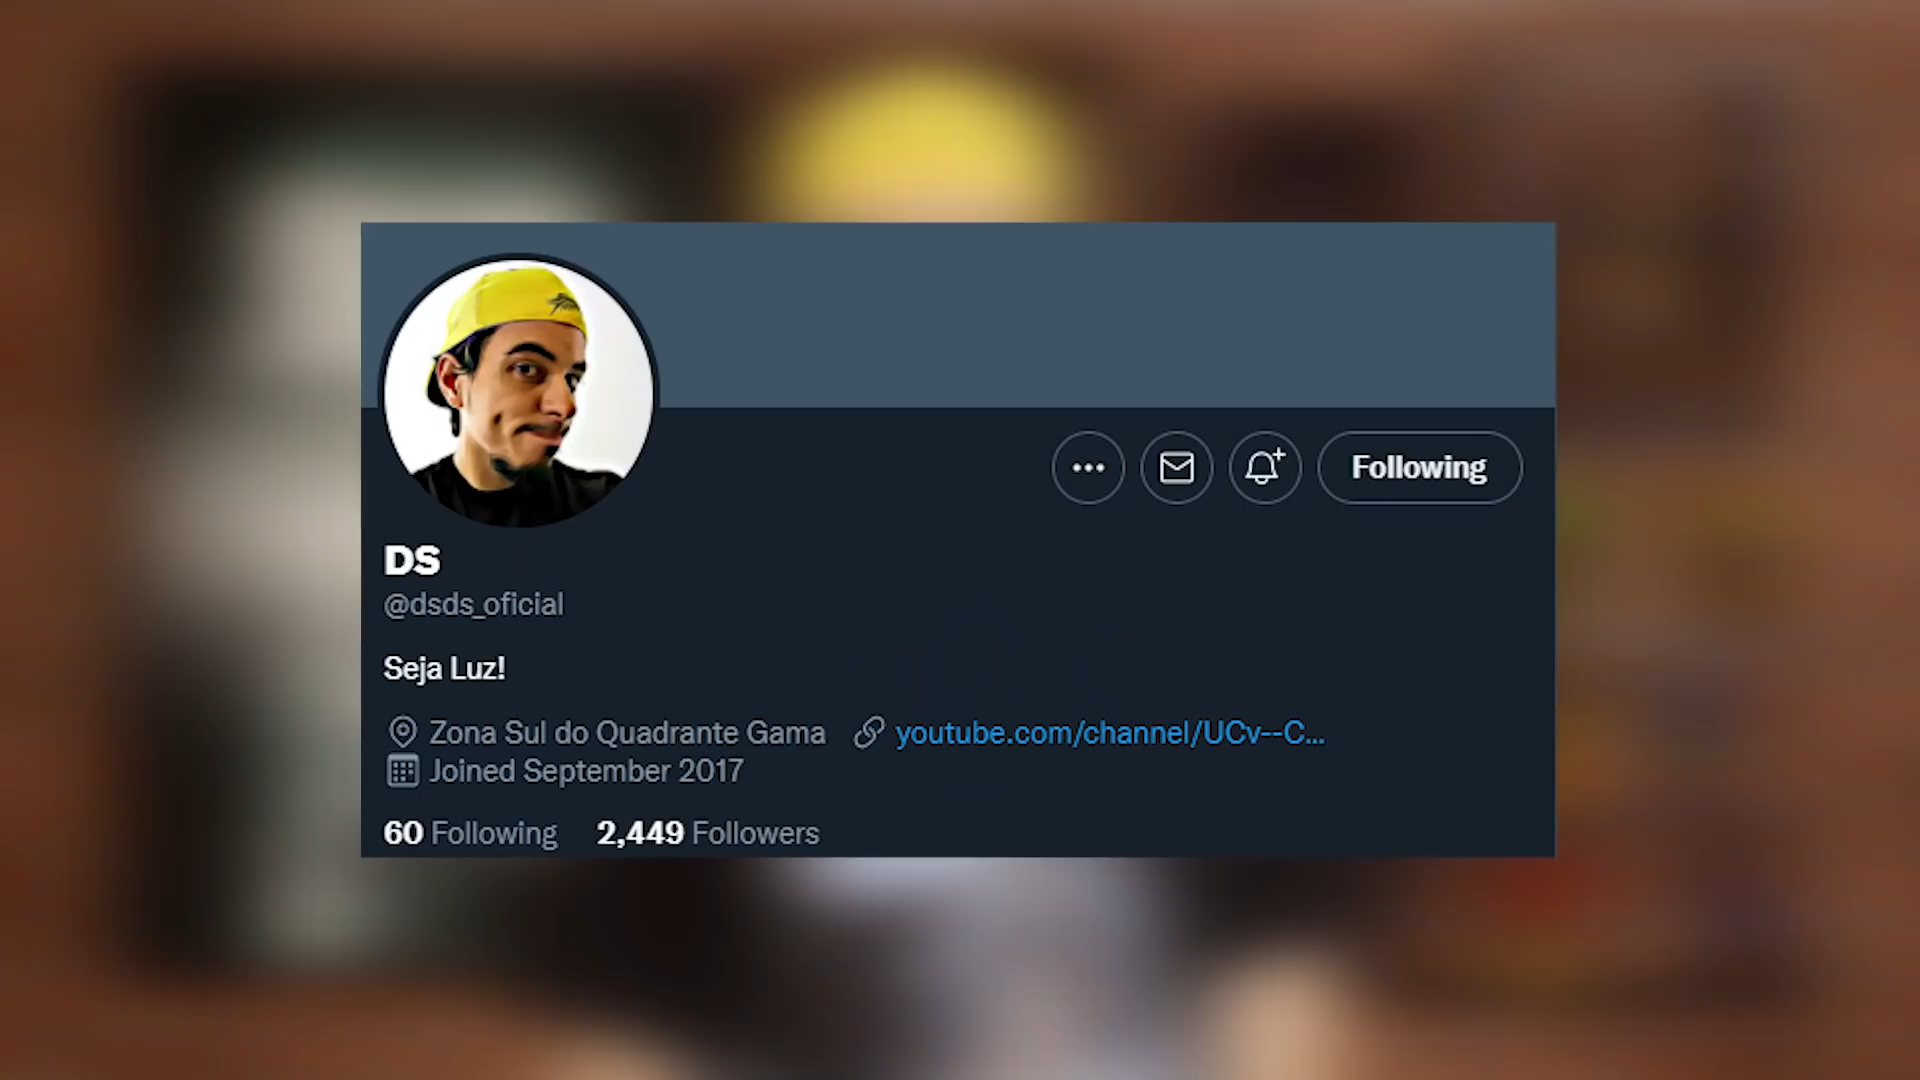 Following
DS
@dsds_oficial
Seja Luz!
Zona Sul do Quadrante Gama youtube.com/channel/UCv--C...
Joined September 2017
60 Following 2,449 Followers